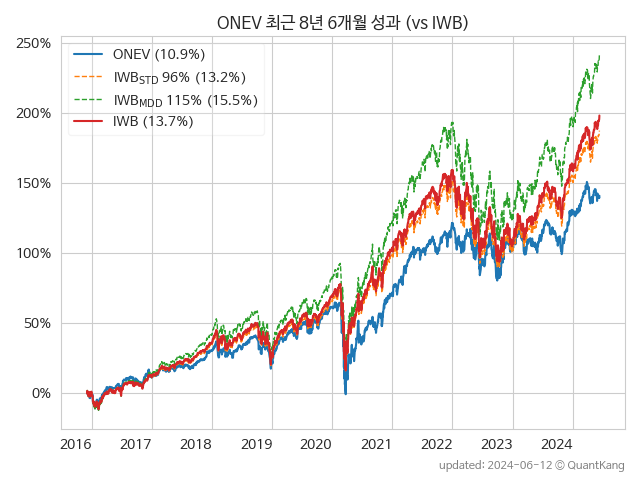 ONEV 최근 8년 6개월 성과 (vs IWB)
250%
200%
150%
100%
50%
0%
ONEV (10.9%)
IWB_STD 96% (13.2%)
IWB_MDD 115% (15.5%)
IWB (13.7%)
2016 2017 2018 2019 2020 2021 2022 2023 2024
updated: 2024-06-12 © QuantKang